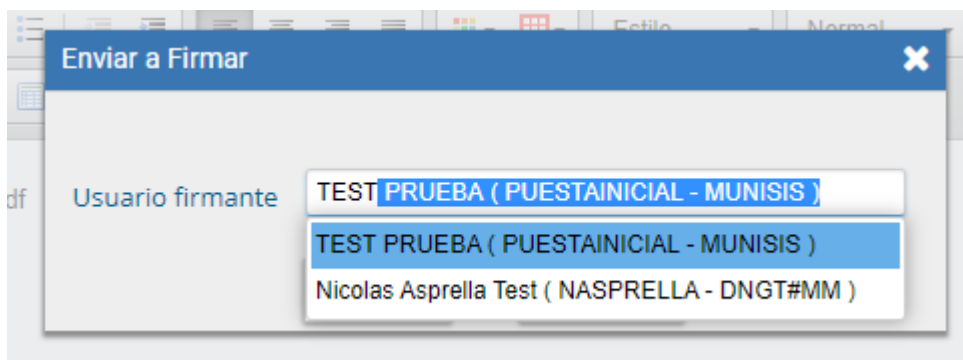 Estilo Normal
Enviar a Firmar
df
Usuario firmante TEST PRUEBA ( PUESTAINICIAL - MUNISIS )
TEST PRUEBA ( PUESTAINICIAL - MUNISIS )
Nicolas Asprella Test ( NASPRELLA - DNGT#MM )